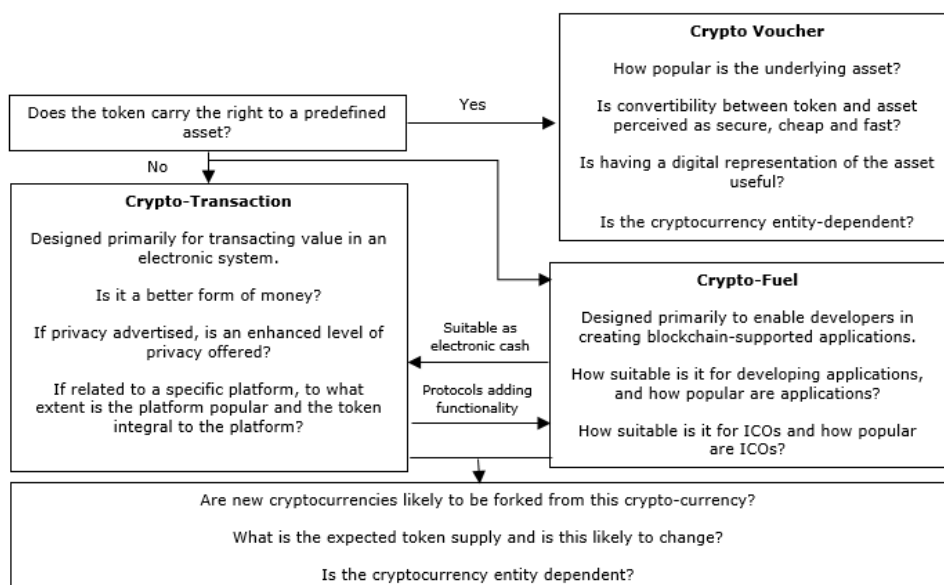 Does the token carry the right to a predefined
asset?
Yes
No
Crypto Voucher
How popular is the underlying asset?
Is convertibility between token and asset
perceived as secure, cheap and fast?
Is having a digital representation of the asset
useful?
Is the cryptocurrency entity-dependent?
Crypto-Transaction
Designed primarily for transacting value in an
electronic system.
Is it a better form of money?
If privacy advertised, is an enhanced level of
privacy offered?
If related to a specific platform, to what
extent is the platform popular and the token
integral to the platform?
Suitable as
electronic cash
Protocols adding
functionality
Crypto-Fuel
Designed primarily to enable developers in
creating blockchain-supported applications.
How suitable is it for developing applications,
and how popular are applications?
How suitable is it for ICOs and how popular
are ICOs?
Are new cryptocurrencies likely to be forked from this crypto-currency?
What is the expected token supply and is this likely to change?
Is the cryptocurrency entity dependent?